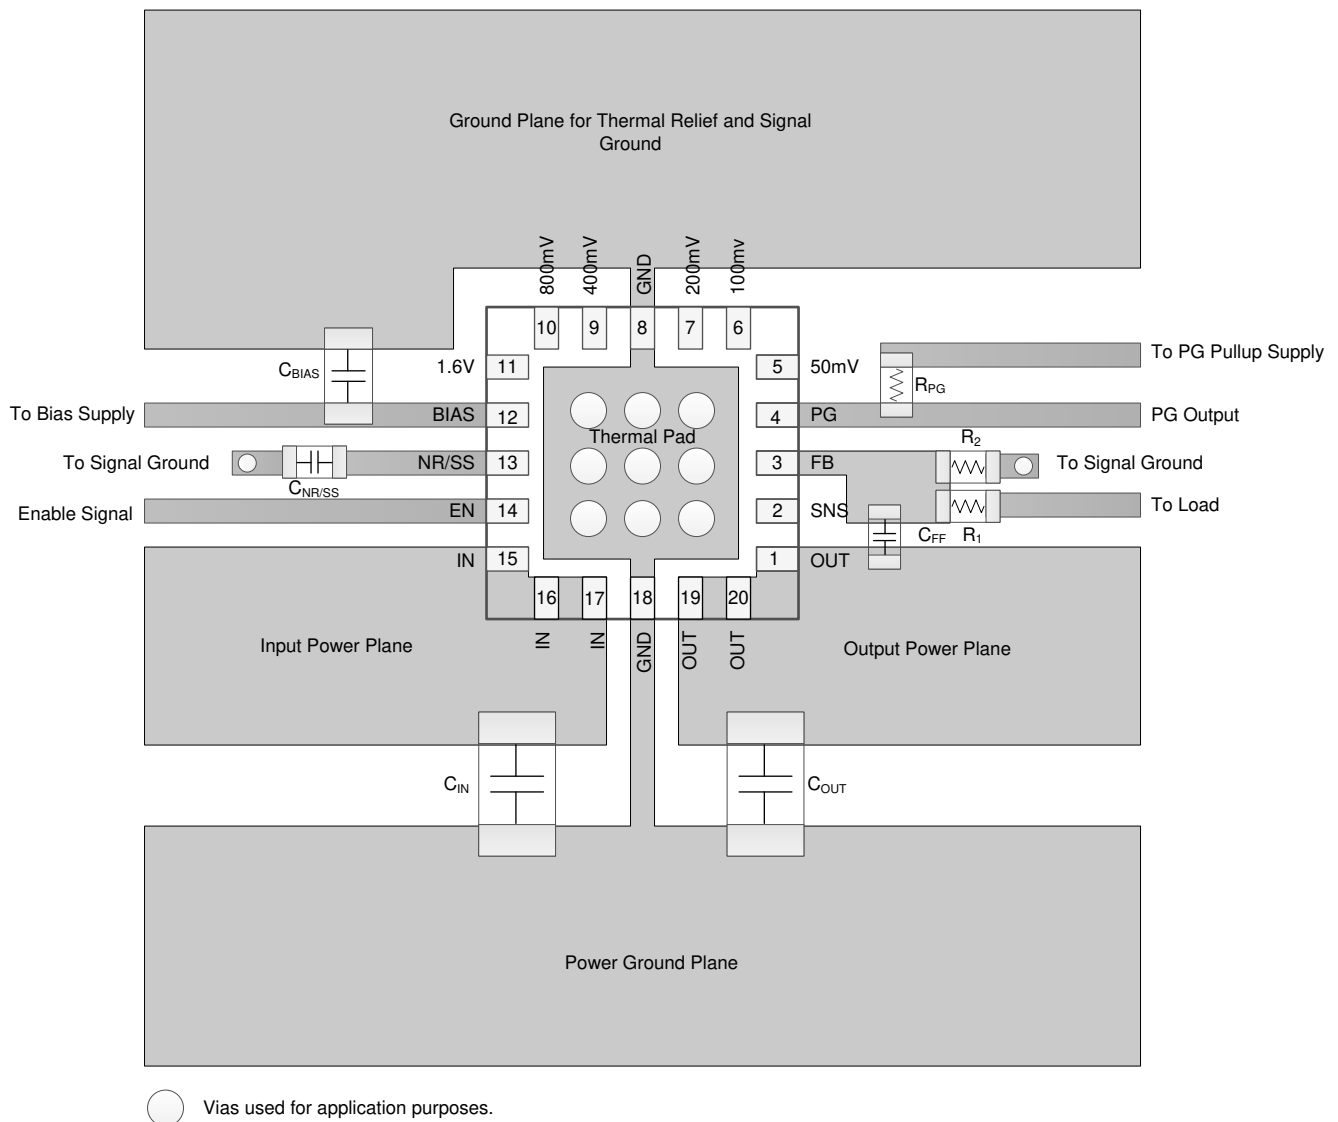 Ground Plane for Thermal Relief and Signal
Ground
800mV
400mV
GND
200mV
100mv
10
9
8
7
6
CBIAS
1.6V
11
5
50mV
To PG Pullup Supply
RPG
To Bias Supply
BIAS
12
4
PG
PG Output
Thermal Pad
R2
To Signal Ground
NR/SS
13
3
FB
To Signal Ground
CNR/SS
Enable Signal
EN
14
2
SNS
To Load
CFF
R1
IN
15
1
OUT
16
17
18
19
20
IN
IN
GND
OUT
OUT
Input Power Plane
Output Power Plane
CIN
COUT
Power Ground Plane
Vias used for application purposes.